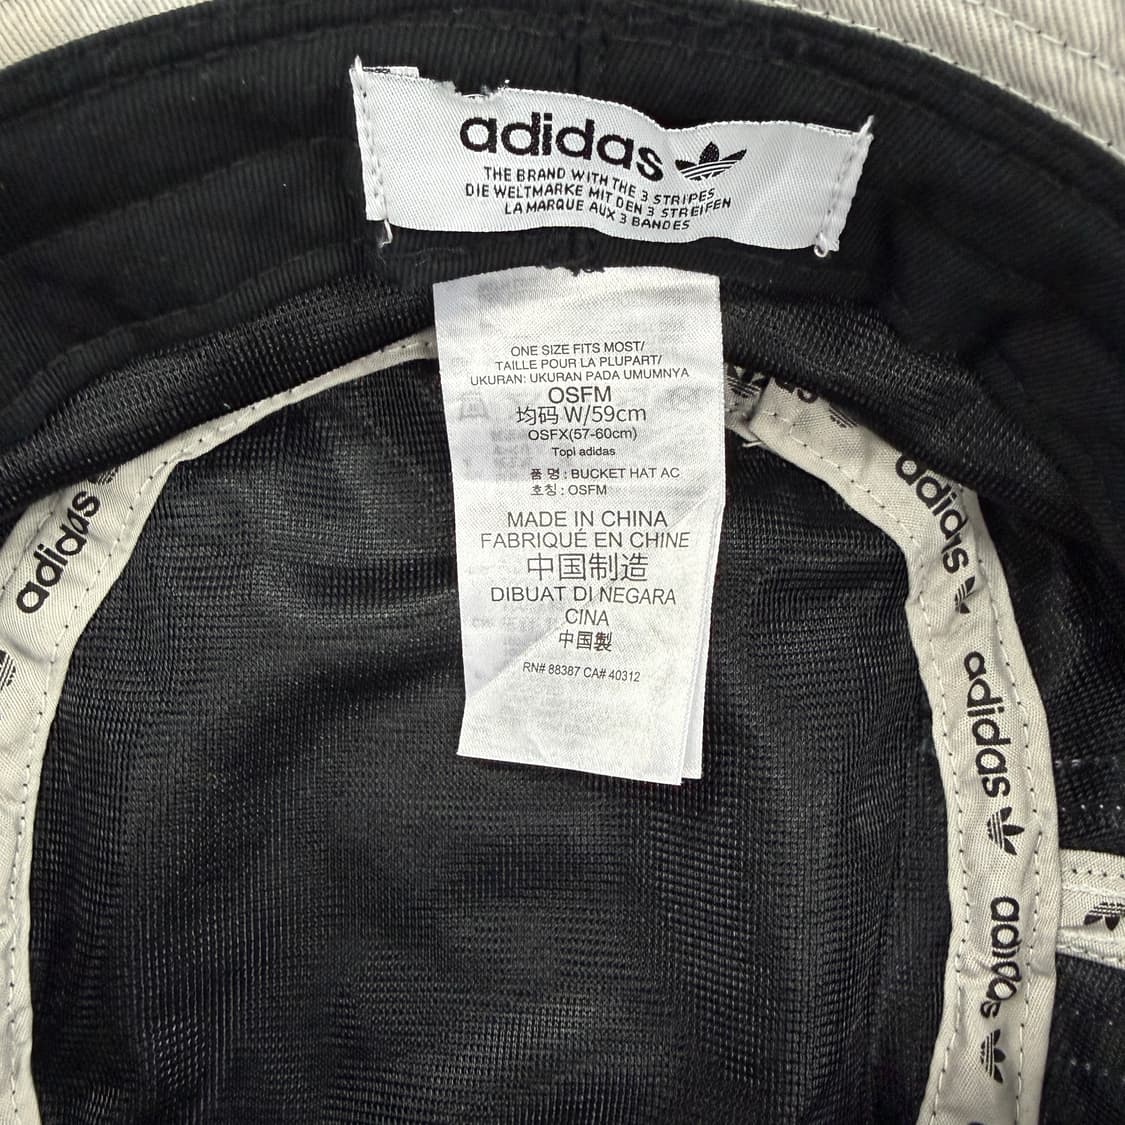 adidas
THE BRAND WITH THE 3 STRIPES
DIE WELTMARKE MIT DEN 3 STREIFEN
LA MARQUE AUX 3 BANDES
ONE SIZE FITS MOST/
TAILLE POUR LA PLUPART/
UKURAN: UKURAN PADA UMUMNYA
OSFM
均码 W/59cm
OSFX(57-60cm)
Topi adidas
품 명 : BUCKET HAT AC
호칭 : OSFM
MADE IN CHINA
FABRIQUÉ EN CHINE
中国制造
DIBUAT DI NEGARA
CINA
中国製
RN# 88387 CA# 40312
adidas
adidas
adidas
adidas